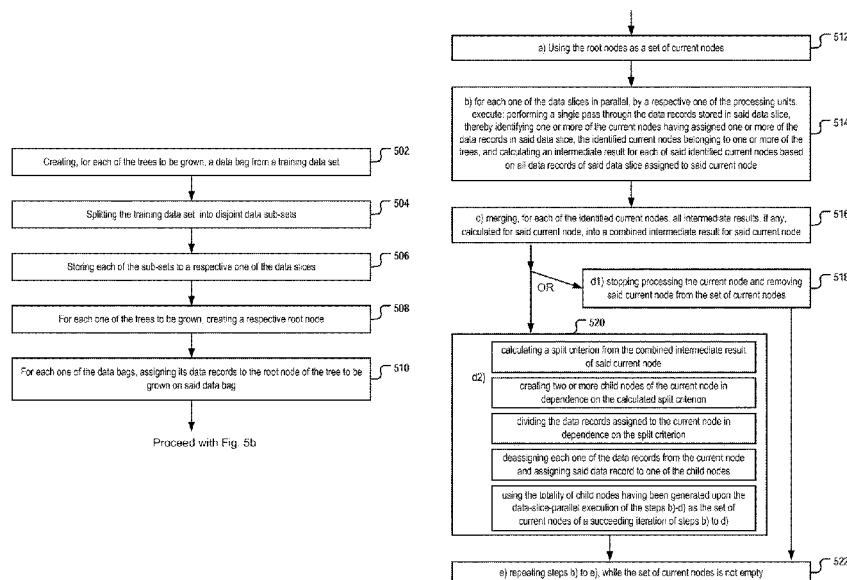 502
Creating, for each of the trees to be grown, a data bag from a training data set
504
Splitting the training data set into disjoint data sub-sets
506
Storing each of the sub-sets to a respective one of the data slices
508
For each one of the trees to be grown, creating a respective root node
510
For each one of the data bags, assigning its data records to the root node of the tree to be
grown on said data bag
Proceed with Fig. 5b
512
a) Using the root nodes as a set of current nodes
514
b) for each one of the data slices in parallel, by a respective one of the processing units,
execute: performing a single pass through the data records stored in said data slice,
thereby identifying one or more of the current nodes having assigned one or more of the
data records in said data slice, the identified current nodes belonging to one or more of the
trees, and calculating an intermediate result for each of said identified current nodes based
on all data records of said data slice assigned to said current node
516
c) merging, for each of the identified current nodes, all intermediate results, if any,
calculated for said current node, into a combined intermediate result for said current node
OR
518
d1) stopping processing the current node and removing
said current node from the set of current nodes
520
d2)
calculating a split criterion from the combined intermediate result
of said current node
creating two or more child nodes of the current node in
dependence on the calculated split criterion
dividing the data records assigned to the current node in
dependence on the split criterion
deassigning each one of the data records from the current node
and assigning said data record to one of the child nodes
using the totality of child nodes having been generated upon the
data-slice-parallel execution of the steps b)-d) as the set of
current nodes of a succeeding iteration of steps b) to d)
522
e) repeating steps b) to e), while the set of current nodes is not empty